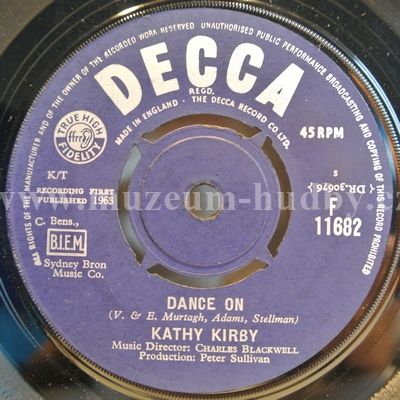 ALL RIGHTS OF THE MANUFACTURER AND OF THE OWNER OF THE RECORDED WORK RESERVED UNAUTHORISED PUBLIC PERFORMANCE BROADCASTING AND COPYING OF THIS RECORD PROHIBITED
DECCA
REGD.
MADE IN ENGLAND · THE DECCA RECORD CO. LTD.
TRUE HIGH
ffrr
FIDELITY
45 RPM
K/T
RECORDING FIRST
PUBLISHED 1963
C. Bens.,
B.I.E.M.
Sydney Bron
Music Co.
S
(DR.30676)
F
11682
www.muzeum-hudby.cz
DANCE ON
(V. & E. Murtagh, Adams, Stellman)
KATHY KIRBY
Music Director: CHARLES BLACKWELL
Production: Peter Sullivan